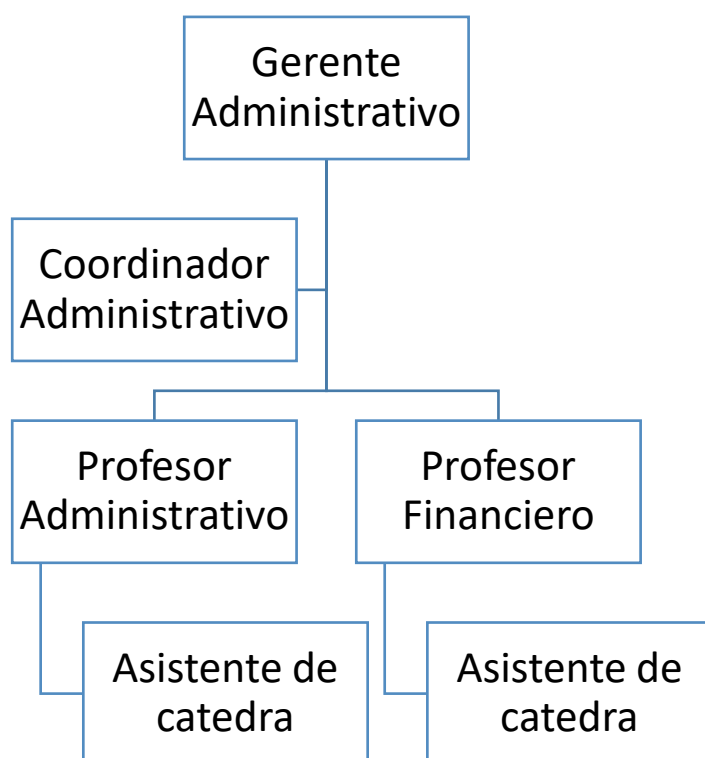 Gerente
Administrativo
Coordinador
Administrativo
Profesor
Administrativo
Profesor
Financiero
Asistente de
catedra
Asistente de
catedra